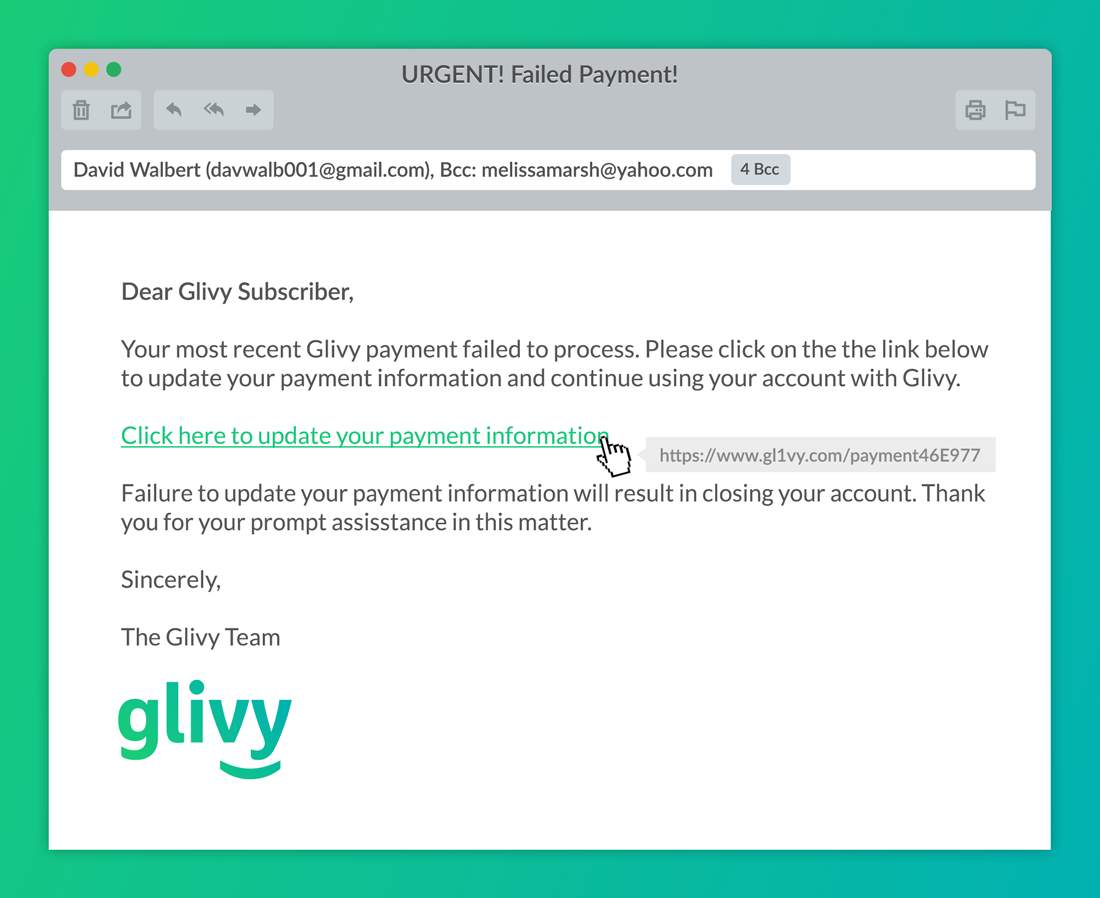 URGENT! Failed Payment!
David Walbert (davwalb001@gmail.com), Bcc: melissamarsh@yahoo.com 4 Bcc
Dear Glivy Subscriber,
Your most recent Glivy payment failed to process. Please click on the the link below
to update your payment information and continue using your account with Glivy.
Click here to update your payment information
https://www.gl1vy.com/payment46E977
Failure to update your payment information will result in closing your account. Thank
you for your prompt assisstance in this matter.
Sincerely,
The Glivy Team
glivy